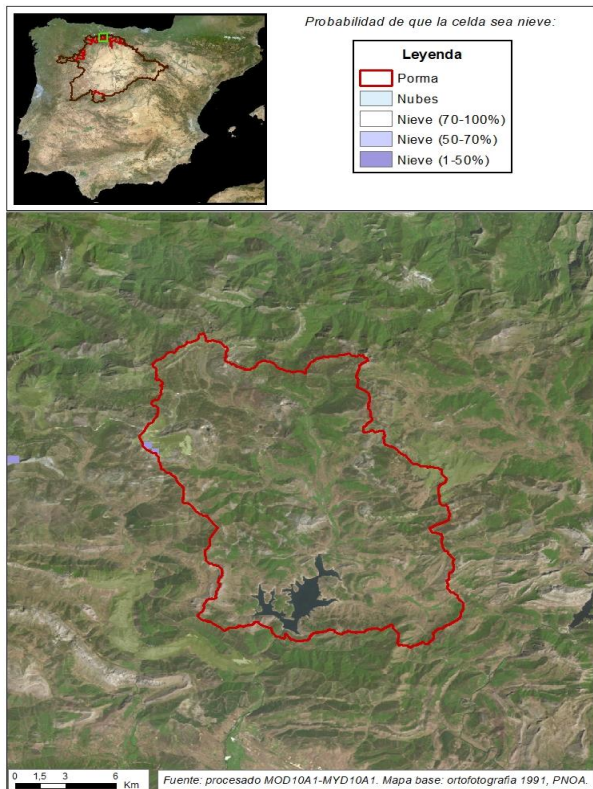 Probabilidad de que la celda sea nieve:
Leyenda
Porma
Nubes
Nieve (70-100%)
Nieve (50-70%)
Nieve (1-50%)
0 1,5 3 6
Km
Fuente: procesado MOD10A1-MYD10A1. Mapa base: ortofotografia 1991, PNOA.